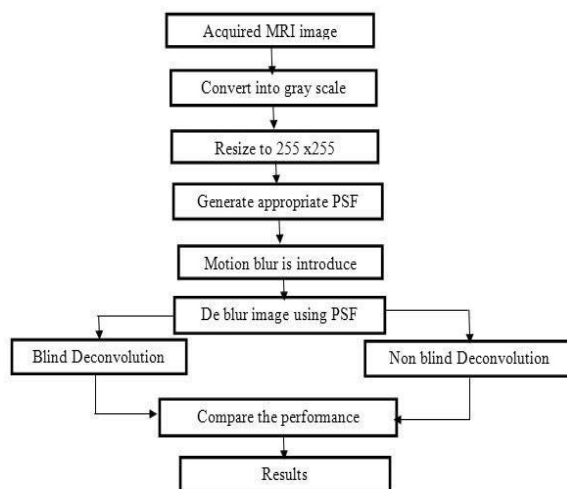 Acquired MRI image
Convert into gray scale
Resize to 255 x255
Generate appropriate PSF
Motion blur is introduce
De blur image using PSF
Blind Deconvolution
Non blind Deconvolution
Compare the performance
Results